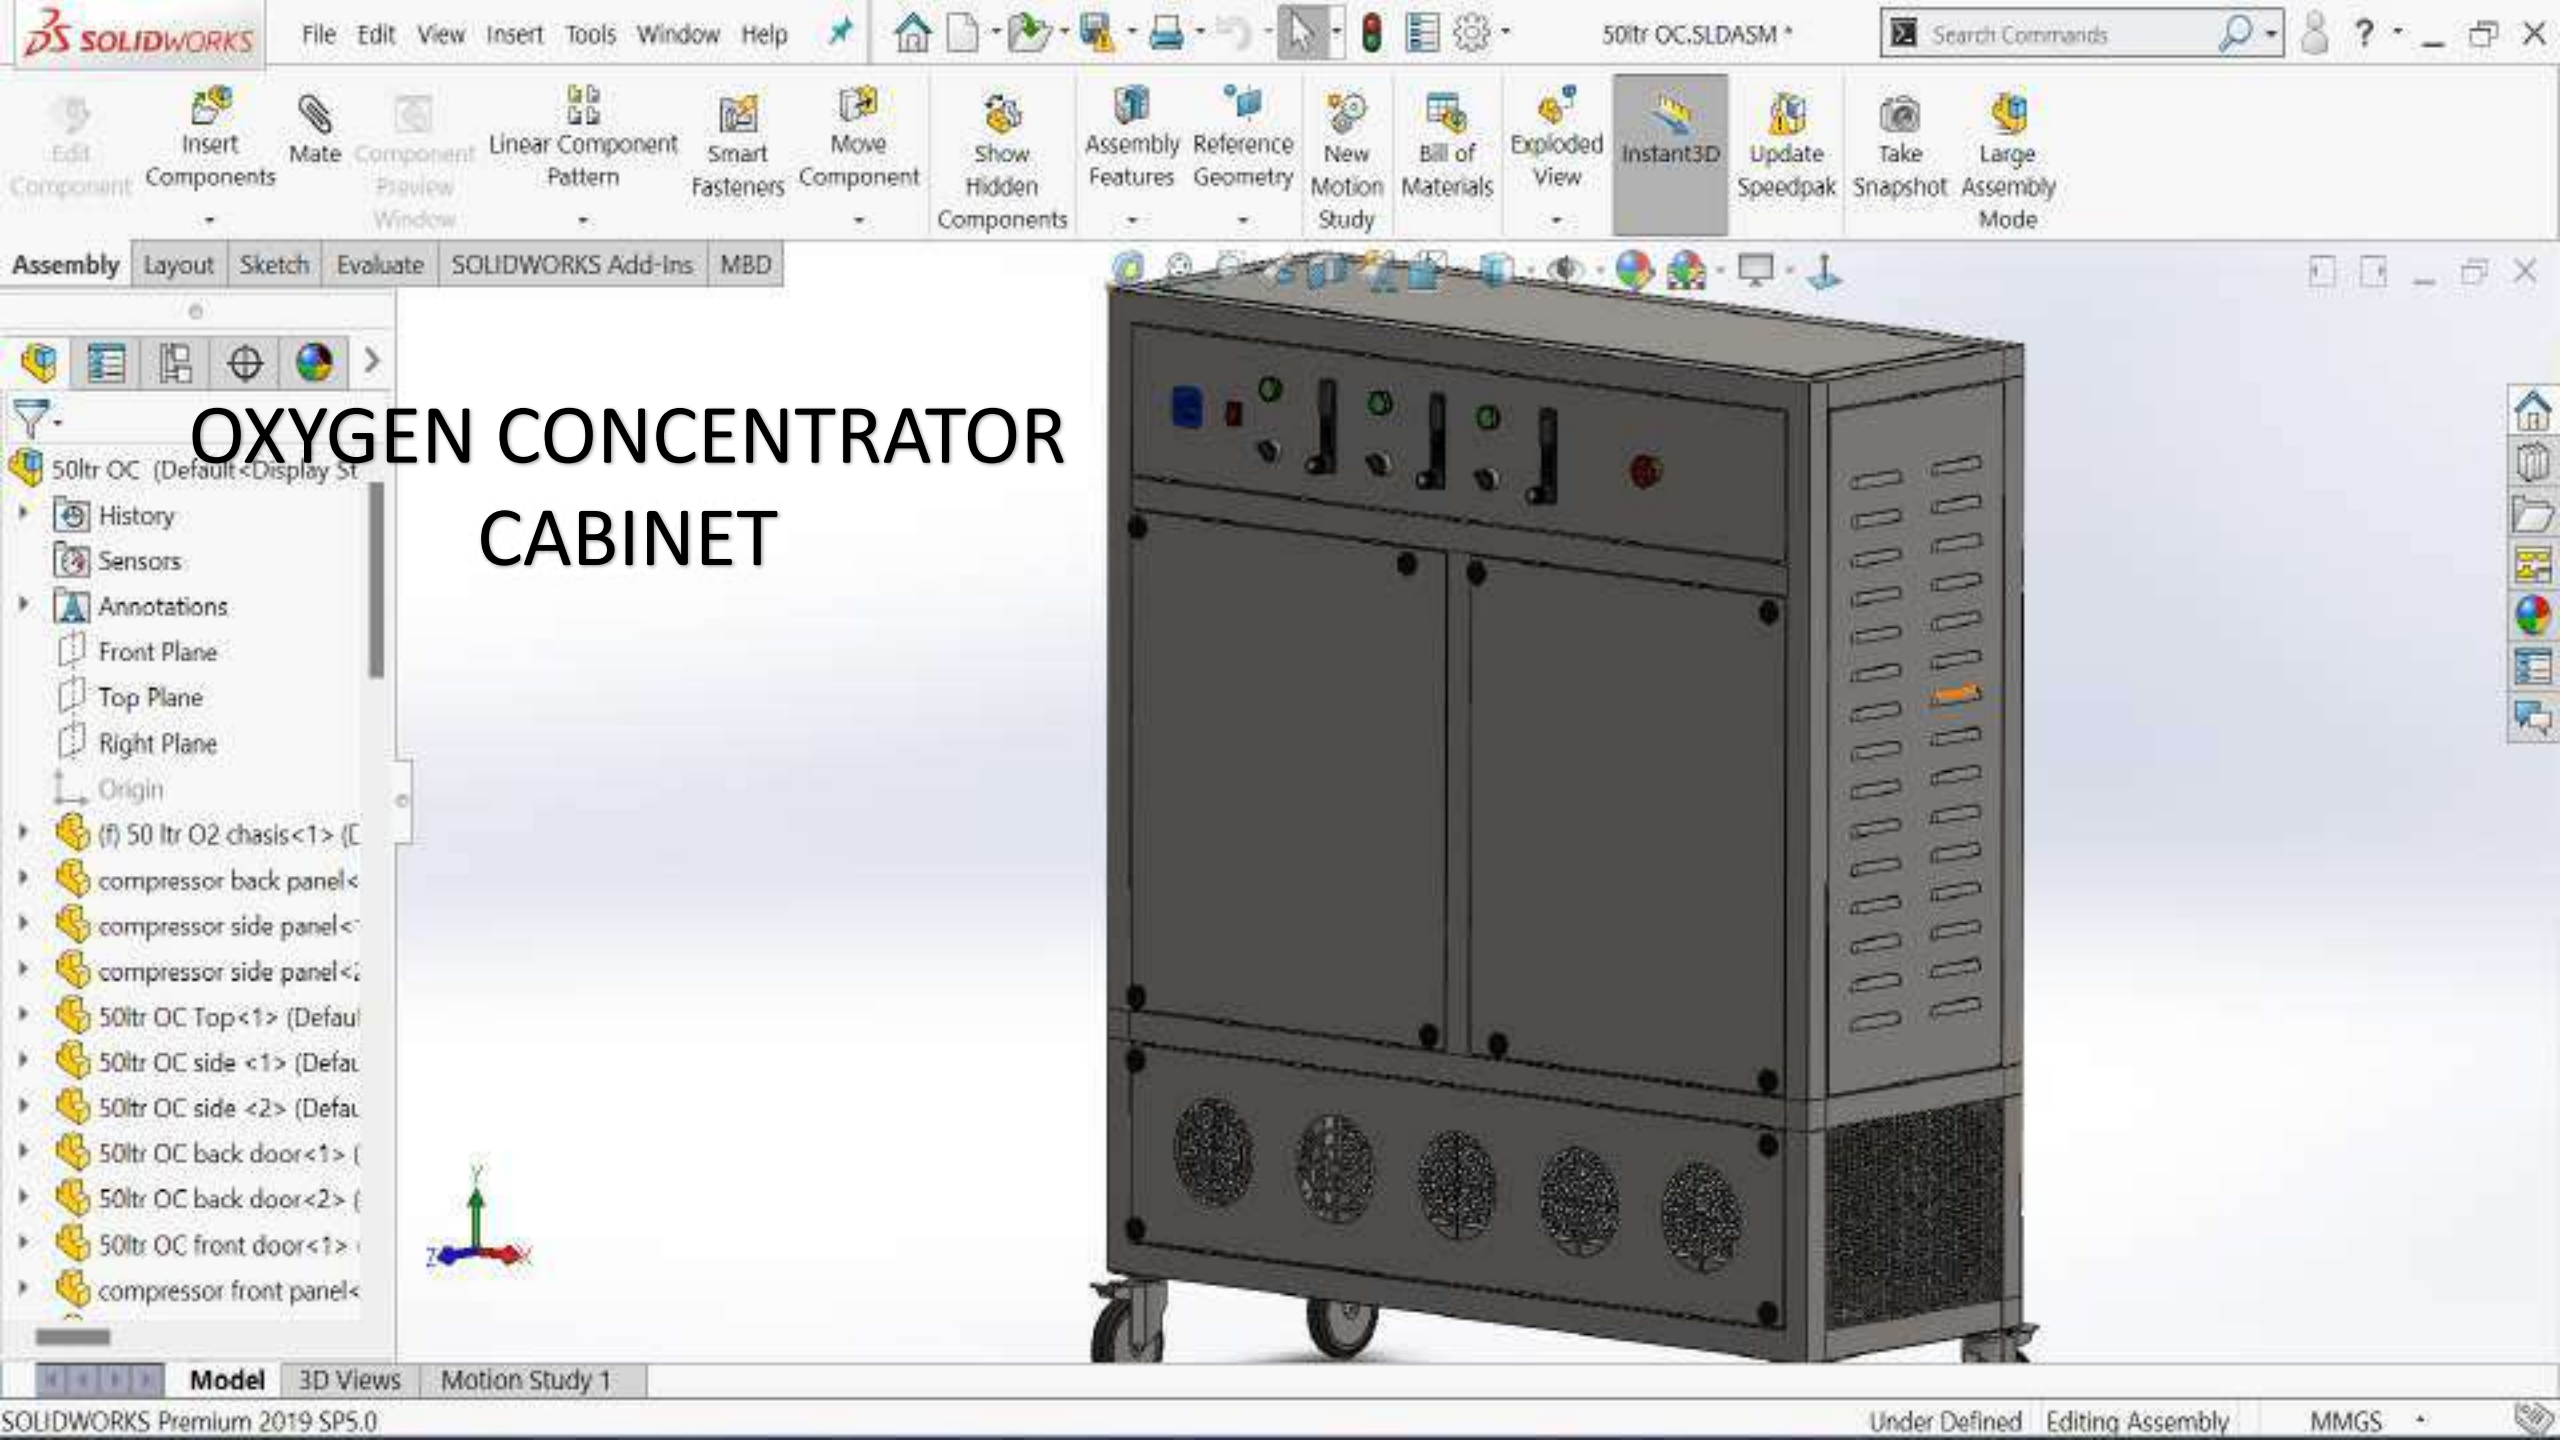 SOLIDWORKS File Edit View Insert Tools Window Help 50ltr OC.SLDASM * Search Commands ?
Edit Component
Insert Components
Mate
Component Preview Window
Linear Component Pattern
Smart Fasteners
Move Component
Show Hidden Components
Assembly Features
Reference Geometry
New Motion Study
Bill of Materials
Exploded View
Instant3D
Update Speedpak
Take Snapshot
Large Assembly Mode
Assembly Layout Sketch Evaluate SOLIDWORKS Add-Ins MBD
OXYGEN CONCENTRATOR
CABINET
50ltr OC (Default<Display St
History
Sensors
Annotations
Front Plane
Top Plane
Right Plane
Origin
(f) 50 ltr O2 chasis<1> (D
compressor back panel<
compressor side panel<1
compressor side panel<2
50ltr OC Top<1> (Defaul
50ltr OC side <1> (Defau
50ltr OC side <2> (Defau
50ltr OC back door<1> (
50ltr OC back door<2> (
50ltr OC front door<1>
compressor front panel<
Y
Z X
Model 3D Views Motion Study 1
SOLIDWORKS Premium 2019 SP5.0 Under Defined Editing Assembly MMGS